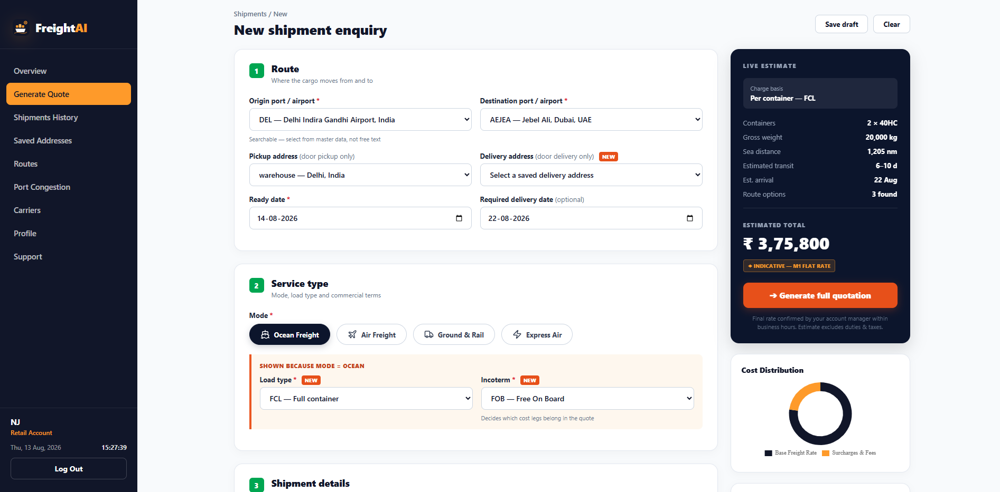 FreightAI
Overview
Generate Quote
Shipments History
Saved Addresses
Routes
Port Congestion
Carriers
Profile
Support
NJ
Retail Account
Thu, 13 Aug, 2026 15:27:39
Log Out
Shipments / New
New shipment enquiry
Save draft
Clear
1 Route
Where the cargo moves from and to
Origin port / airport *
DEL — Delhi Indira Gandhi Airport, India
Searchable — select from master data, not free text
Destination port / airport *
AEJEA — Jebel Ali, Dubai, UAE
Pickup address (door pickup only)
warehouse — Delhi, India
Delivery address (door delivery only) NEW
Select a saved delivery address
Ready date *
14-08-2026
Required delivery date (optional)
22-08-2026
2 Service type
Mode, load type and commercial terms
Mode *
Ocean Freight
Air Freight
Ground & Rail
Express Air
SHOWN BECAUSE MODE = OCEAN
Load type * NEW
FCL — Full container
Incoterm * NEW
FOB — Free On Board
Decides which cost legs belong in the quote
3 Shipment details
LIVE ESTIMATE
Charge basis
Per container — FCL
Containers 2 × 40HC
Gross weight 20,000 kg
Sea distance 1,205 nm
Estimated transit 6–10 d
Est. arrival 22 Aug
Route options 3 found
ESTIMATED TOTAL
₹ 3,75,800
INDICATIVE — M1 FLAT RATE
➔ Generate full quotation
Final rate confirmed by your account manager within
business hours. Estimate excludes duties & taxes.
Cost Distribution
Base Freight Rate
Surcharges & Fees